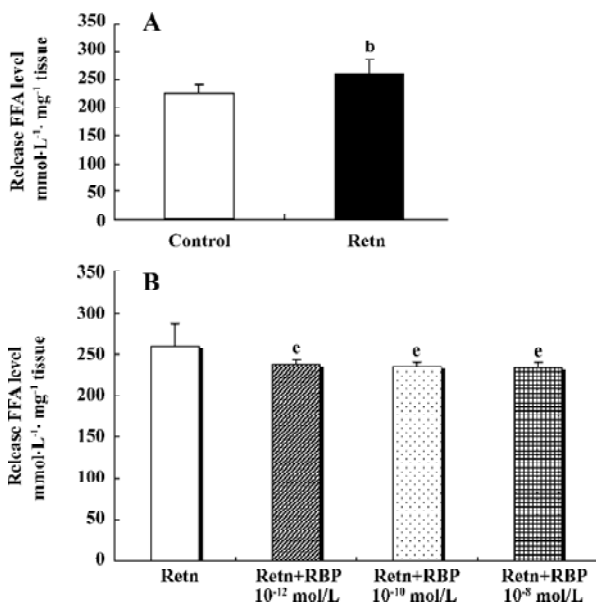 A
Release FFA level
mmol·L⁻¹· mg⁻¹ tissue
350
300
250
200
150
100
50
0
b
Control
Retn
B
Release FFA level
mmol·L⁻¹· mg⁻¹ tissue
350
300
250
200
150
100
50
0
e
e
e
Retn
Retn+RBP
10⁻¹² mol/L
Retn+RBP
10⁻¹⁰ mol/L
Retn+RBP
10⁻⁸ mol/L